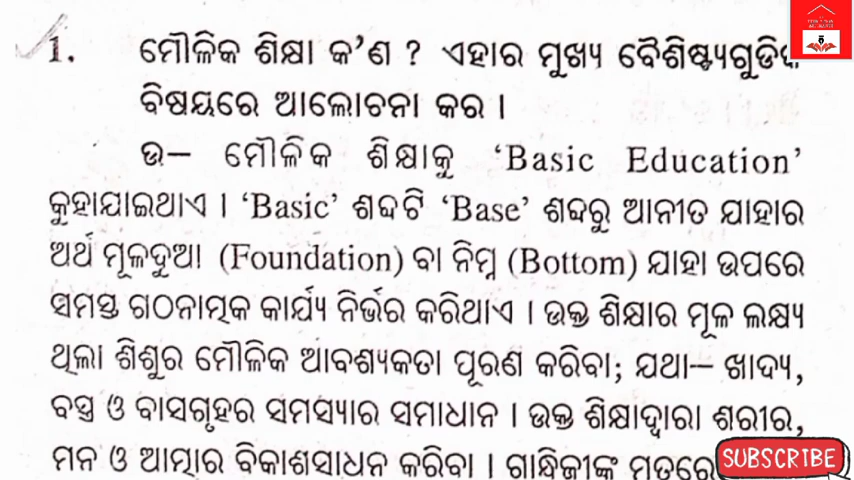 1. ମୌଳିକ ଶିକ୍ଷା କ’ଣ ? ଏହାର ମୁଖ୍ୟ ବୈଶିଷ୍ଟ୍ୟଗୁଡିକ
ବିଷୟରେ ଆଲୋଚନା କର ।
ଉ— ମୌଳିକ ଶିକ୍ଷାକୁ ‘Basic Education’
କୁହାଯାଇଥାଏ । ‘Basic’ ଶବ୍ଦଟି ‘Base’ ଶବ୍ଦରୁ ଆନୀତ ଯାହାର
ଅର୍ଥ ମୂଳଦୁଆ (Foundation) ବା ନିମ୍ନ (Bottom) ଯାହା ଉପରେ
ସମସ୍ତ ଗଠନାତ୍ମକ କାର୍ଯ୍ୟ ନିର୍ଭର କରିଥାଏ । ଉକ୍ତ ଶିକ୍ଷାର ମୂଳ ଲକ୍ଷ୍ୟ
ଥିଲା ଶିଶୁର ମୌଳିକ ଆବଶ୍ୟକତା ପୂରଣ କରିବା; ଯଥା— ଖାଦ୍ୟ,
ବସ୍ତ୍ର ଓ ବାସଗୃହର ସମସ୍ୟାର ସମାଧାନ । ଉକ୍ତ ଶିକ୍ଷାଦ୍ୱାରା ଶରୀର,
ମନ ଓ ଆତ୍ମାର ବିକାଶସାଧନ କରିବା । ଗାନ୍ଧିଜୀଙ୍କ ମତରେ
SUBSCRIBE